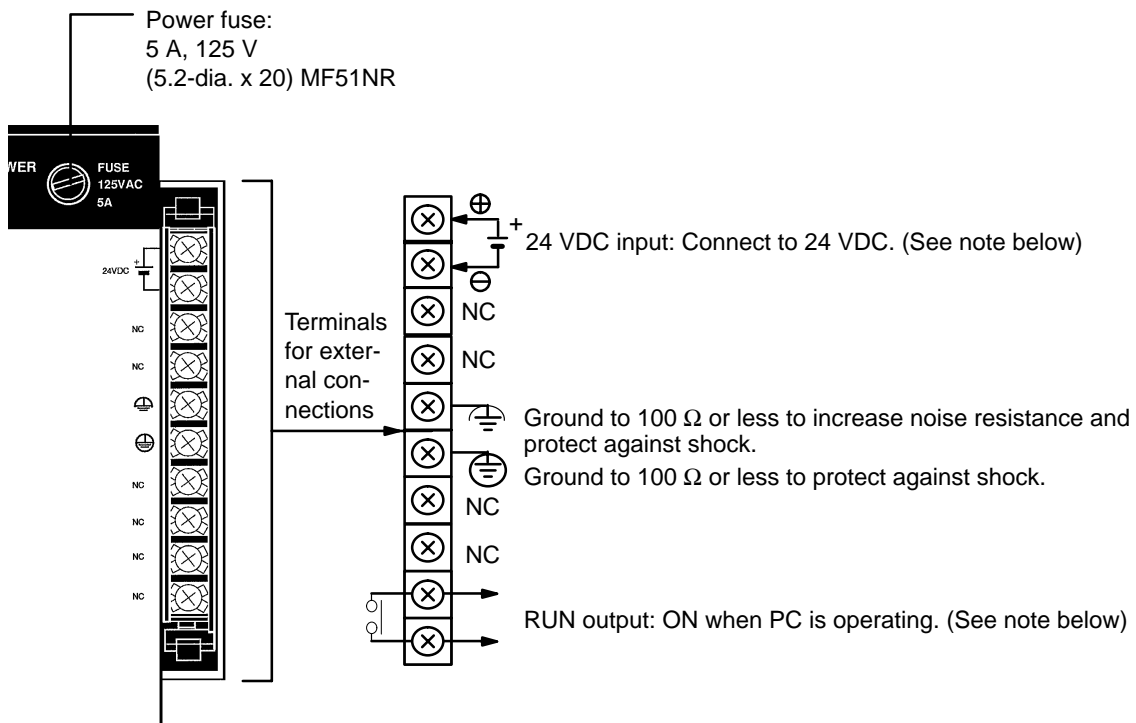 Power fuse:
5 A, 125 V
(5.2-dia. x 20) MF51NR
WER
FUSE
125VAC
5A
24VDC
+
NC
NC
NC
NC
NC
NC
Terminals
for exter-
nal con-
nections
+
24 VDC input: Connect to 24 VDC. (See note below)
NC
NC
Ground to 100 Ω or less to increase noise resistance and
protect against shock.
Ground to 100 Ω or less to protect against shock.
NC
NC
RUN output: ON when PC is operating. (See note below)